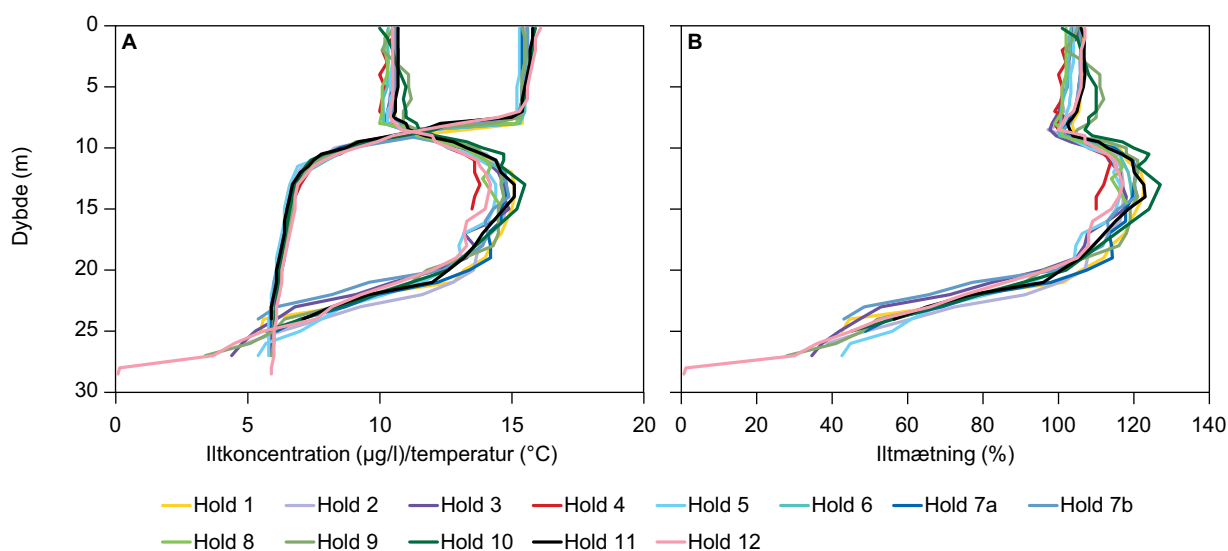 A
B
0
5
10
15
20
25
30
Dybde (m)
0 5 10 15 20
0 20 40 60 80 100 120 140
Iltkoncentration (µg/l)/temperatur (°C)
Iltmætning (%)
Hold 1 Hold 2 Hold 3 Hold 4 Hold 5 Hold 6 Hold 7a Hold 7b
Hold 8 Hold 9 Hold 10 Hold 11 Hold 12